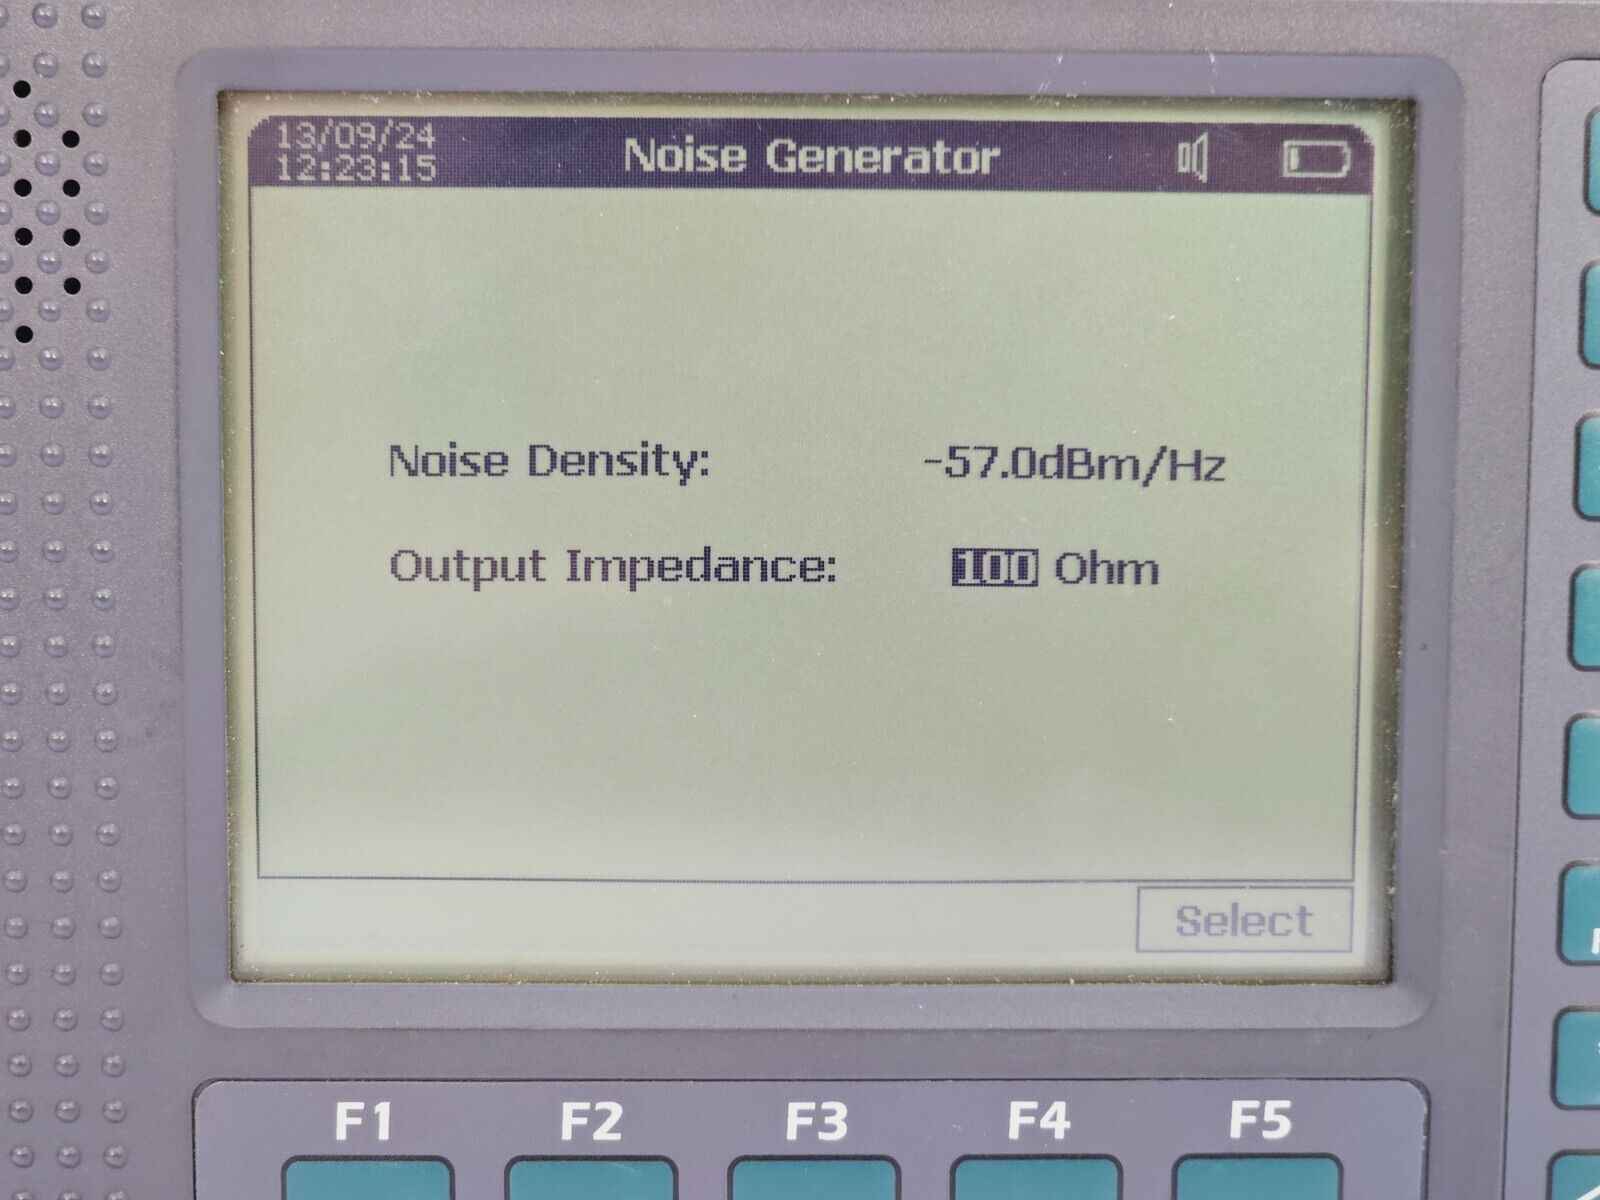 13/09/24
12:23:15
Noise Generator
Noise Density: -57.0dBm/Hz
Output Impedance: 100 Ohm
Select
F1 F2 F3 F4 F5